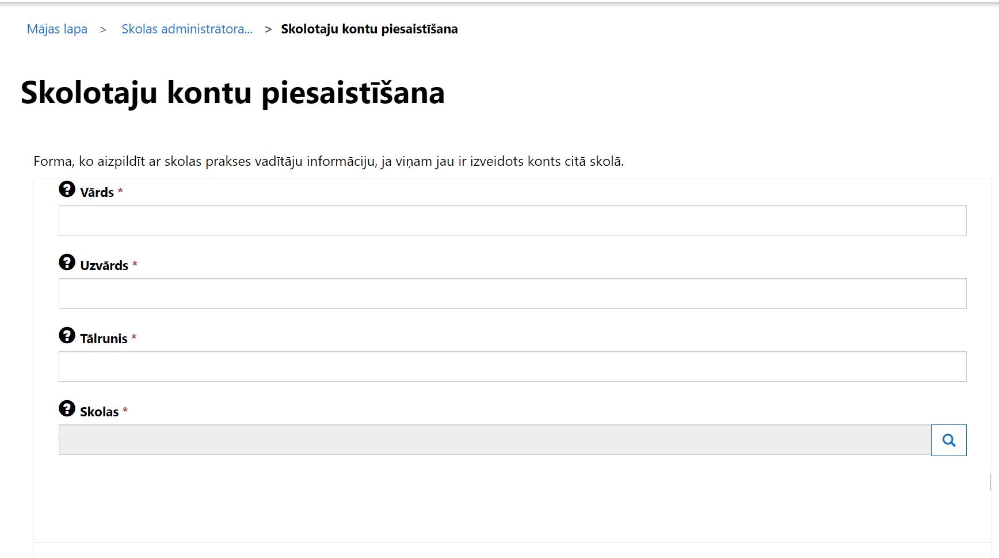 Mājas lapa > Skolas administrātora... > Skolotaju kontu piesaistīšana
Skolotaju kontu piesaistīšana
Forma, ko aizpildīt ar skolas prakses vadītāju informāciju, ja viņam jau ir izveidots konts citā skolā.
Vārds *
Uzvārds *
Tālrunis *
Skolas *